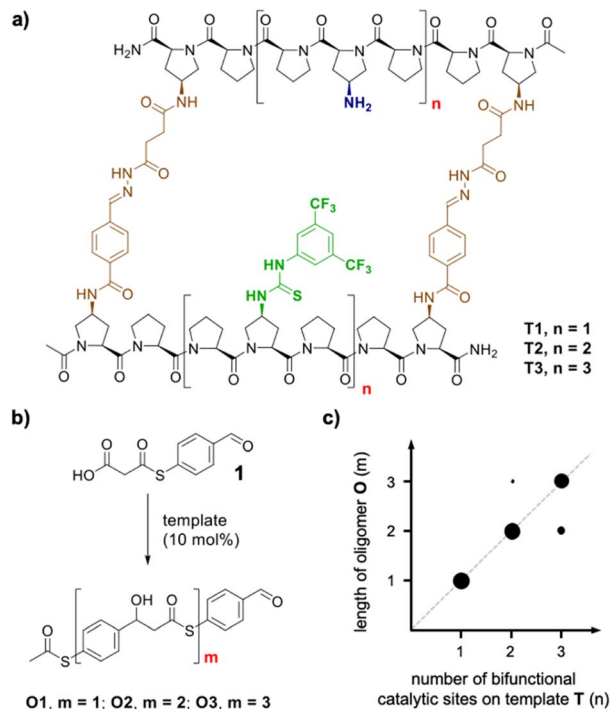 a)
H₂N O O O O O O O
N N N N N N N
NH NH₂ n HN
O O
O O
HN NH
N N
CF₃
HN CF₃
O HN S O
HN HN
N N N N N N N NH₂
O O O O O O O O
n
T1, n = 1
T2, n = 2
T3, n = 3
b)
O O O
HO S 1
template
(10 mol%)
OH O O
O S
S m
O1, m = 1; O2, m = 2; O3, m = 3
c)
length of oligomer O (m)
3
2
1
1 2 3
number of bifunctional
catalytic sites on template T (n)